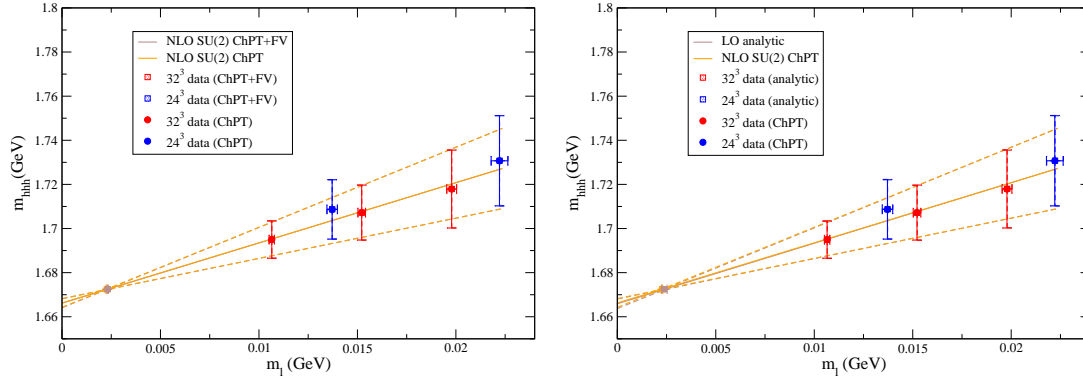 1.78
1.76
1.74
1.72
1.7
1.68
1.66
m_hhh (GeV)
NLO SU(2) ChPT+FV
NLO SU(2) ChPT
32^3 data (ChPT+FV)
24^3 data (ChPT+FV)
32^3 data (ChPT)
24^3 data (ChPT)
0 0.005 0.01 0.015 0.02
m_l (GeV)
1.78
1.76
1.74
1.72
1.7
1.68
1.66
m_hhh (GeV)
LO analytic
NLO SU(2) ChPT
32^3 data (analytic)
24^3 data (analytic)
32^3 data (ChPT)
24^3 data (ChPT)
0 0.005 0.01 0.015 0.02
m_l (GeV)